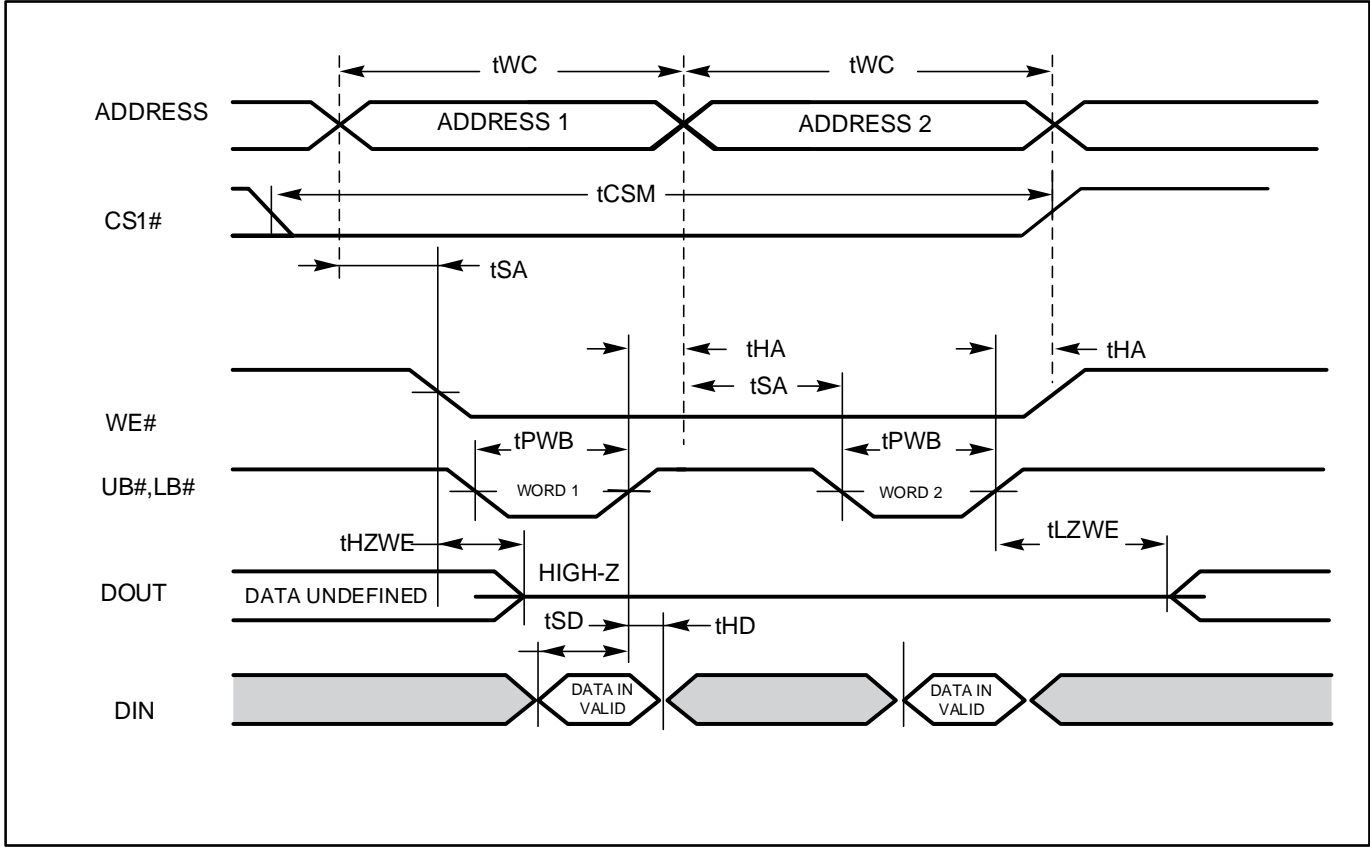 tWC
tWC
ADDRESS
ADDRESS 1
ADDRESS 2
tCSM
CS1#
tSA
tHA
tHA
tSA
WE#
tPWB
tPWB
UB#,LB#
WORD 1
WORD 2
tHZWE
tLZWE
HIGH-Z
DOUT
DATA UNDEFINED
tSD
tHD
DIN
DATA IN
VALID
DATA IN
VALID